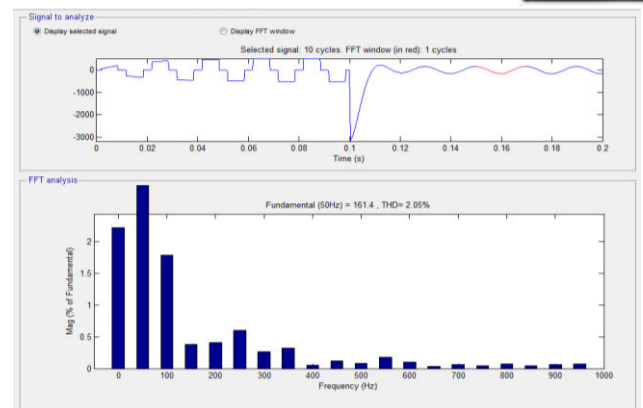 Signal to analyze
Display selected signal Display FFT window
Selected signal: 10 cycles. FFT window (in red): 1 cycles
0
-1000
-2000
-3000
0 0.02 0.04 0.06 0.08 0.1 0.12 0.14 0.16 0.18 0.2
Time (s)
FFT analysis
Fundamental (50Hz) = 161.4 , THD= 2.05%
2
1.5
1
0.5
0
Mag (% of Fundamental)
0 100 200 300 400 500 600 700 800 900 1000
Frequency (Hz)